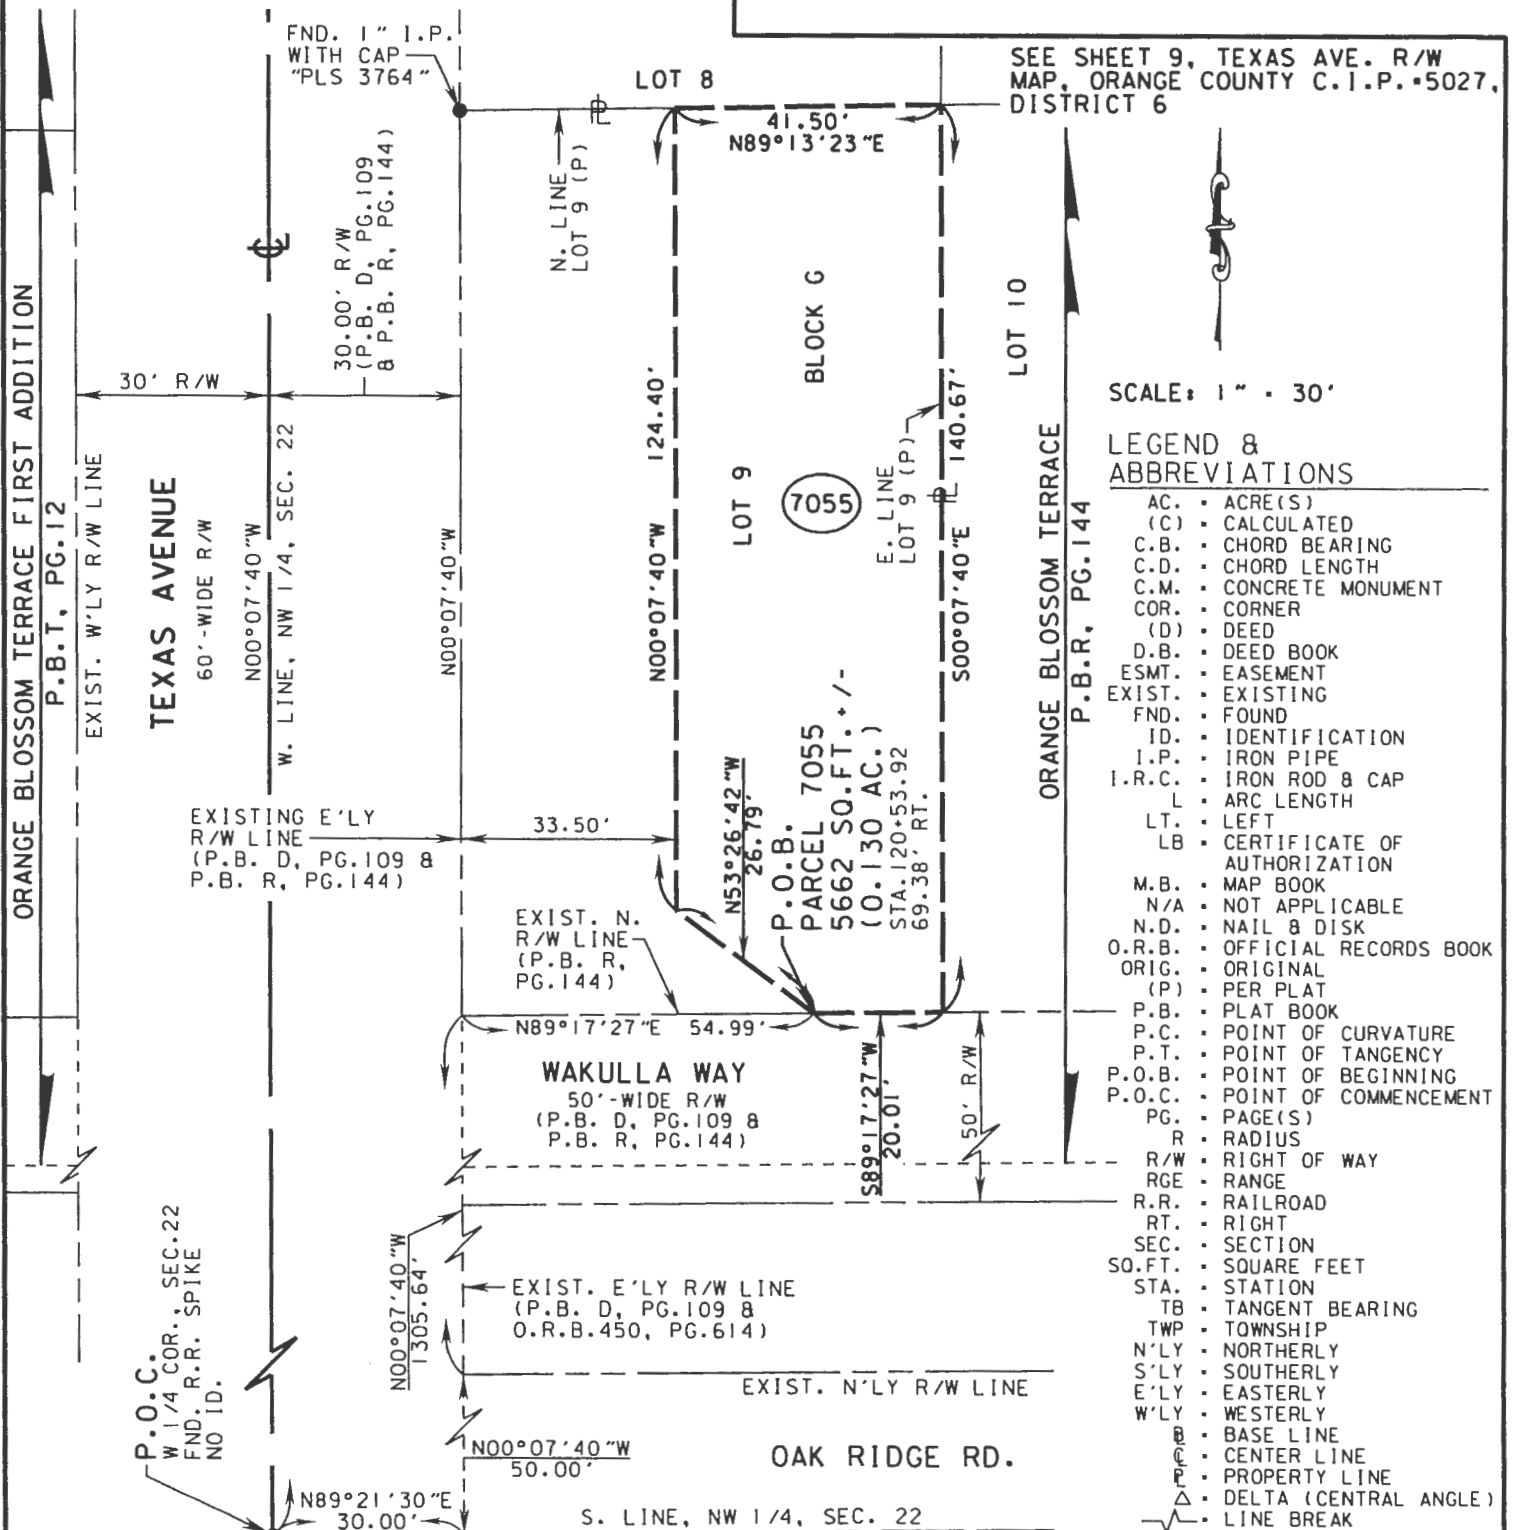 FND. 1" I.P.
WITH CAP
"PLS 3764"
LOT 8
SEE SHEET 9, TEXAS AVE. R/W
MAP, ORANGE COUNTY C.I.P.#5027,
DISTRICT 6
41.50'
N89°13'23"E
N. LINE
LOT 9 (P)
30.00' R/W
(P.B. D, PG.109
& P.B. R, PG.144)
30' R/W
ORANGE BLOSSOM TERRACE FIRST ADDITION
P.B.T, PG.12
EXIST. W'LY R/W LINE
TEXAS AVENUE
60'-WIDE R/W
N00°07'40"W
W. LINE, NW 1/4, SEC. 22
N00°07'40"W
124.40'
N00°07'40"W
BLOCK G
LOT 9
7055
E. LINE
LOT 9 (P)
140.67'
S00°07'40"E
LOT 10
ORANGE BLOSSOM TERRACE
P.B.R, PG.144
SCALE: 1" = 30'
EXISTING E'LY
R/W LINE
(P.B. D, PG.109 &
P.B. R, PG.144)
33.50'
N53°26'42"W
26.79'
P.O.B.
PARCEL 7055
5662 SQ.FT.+/-
(0.130 AC.)
STA.120+53.92
69.38' RT.
EXIST. N.
R/W LINE
(P.B. R,
PG.144)
N89°17'27"E 54.99'
WAKULLA WAY
50'-WIDE R/W
(P.B. D, PG.109 &
P.B. R, PG.144)
S89°17'27"W
20.01'
50' R/W
N00°07'40"W
1305.64'
EXIST. E'LY R/W LINE
(P.B. D, PG.109 &
O.R.B.450, PG.614)
EXIST. N'LY R/W LINE
P.O.C.
W 1/4 COR., SEC.22
FND. R.R. SPIKE
NO ID.
N00°07'40"W
50.00'
OAK RIDGE RD.
N89°21'30"E
30.00'
S. LINE, NW 1/4, SEC. 22
LEGEND &
ABBREVIATIONS
AC. = ACRE(S)
(C) = CALCULATED
C.B. = CHORD BEARING
C.D. = CHORD LENGTH
C.M. = CONCRETE MONUMENT
COR. = CORNER
(D) = DEED
D.B. = DEED BOOK
ESMT. = EASEMENT
EXIST. = EXISTING
FND. = FOUND
ID. = IDENTIFICATION
I.P. = IRON PIPE
I.R.C. = IRON ROD & CAP
L = ARC LENGTH
LT. = LEFT
LB = CERTIFICATE OF
AUTHORIZATION
M.B. = MAP BOOK
N/A = NOT APPLICABLE
N.D. = NAIL & DISK
O.R.B. = OFFICIAL RECORDS BOOK
ORIG. = ORIGINAL
(P) = PER PLAT
P.B. = PLAT BOOK
P.C. = POINT OF CURVATURE
P.T. = POINT OF TANGENCY
P.O.B. = POINT OF BEGINNING
P.O.C. = POINT OF COMMENCEMENT
PG. = PAGE(S)
R = RADIUS
R/W = RIGHT OF WAY
RGE = RANGE
R.R. = RAILROAD
RT. = RIGHT
SEC. = SECTION
SQ.FT. = SQUARE FEET
STA. = STATION
TB = TANGENT BEARING
TWP = TOWNSHIP
N'LY = NORTHERLY
S'LY = SOUTHERLY
E'LY = EASTERLY
W'LY = WESTERLY
℄ = BASE LINE
℄ = CENTER LINE
⅊ = PROPERTY LINE
△ = DELTA (CENTRAL ANGLE)
= LINE BREAK